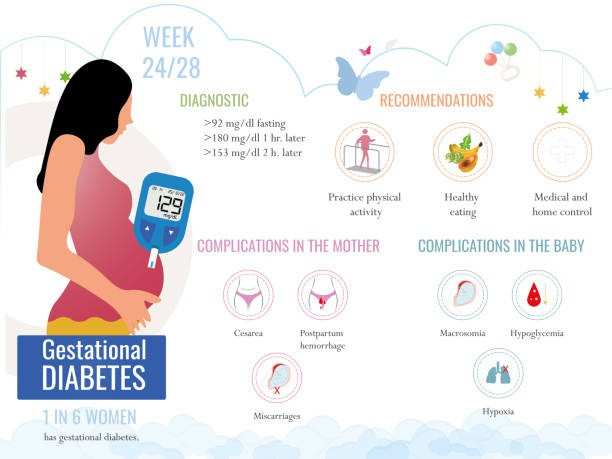 WEEK
24/28
DIAGNOSTIC
>92 mg/dl fasting
>180 mg/dl 1 hr. later
>153 mg/dl 2 h. later
RECOMMENDATIONS
Practice physical
activity
Healthy
eating
Medical and
home control
129
mg/dL
COMPLICATIONS IN THE MOTHER
Cesarea
Postpartum
hemorrhage
Miscarriages
COMPLICATIONS IN THE BABY
Macrosomia
Hypoglycemia
Hypoxia
Gestational
DIABETES
1 IN 6 WOMEN
has gestational diabetes.